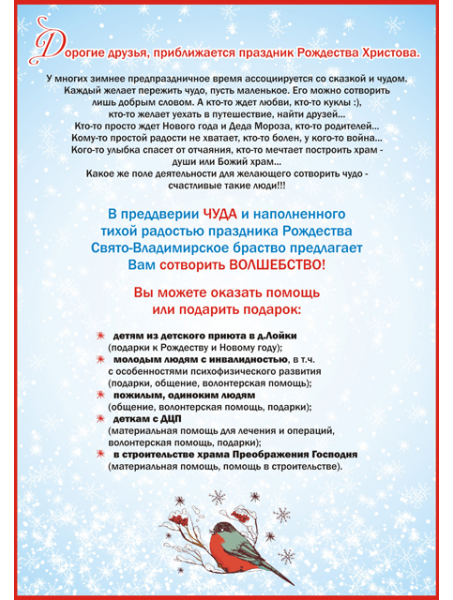 Дорогие друзья, приближается праздник Рождества Христова.
У многих зимнее предпраздничное время ассоциируется со сказкой и чудом.
Каждый желает пережить чудо, пусть маленькое. Его можно сотворить
лишь добрым словом. А кто-то ждет любви, кто-то куклы :),
кто-то желает уехать в путешествие, найти друзей...
Кто-то просто ждет Нового года и Деда Мороза, кто-то родителей...
Кому-то простой радости не хватает, кто-то болен, у кого-то война...
Кого-то улыбка спасет от отчаяния, кто-то мечтает построить храм -
души или Божий храм...
Какое же поле деятельности для желающего сотворить чудо -
счастливые такие люди!!!
В преддверии ЧУДА и наполненного
тихой радостью праздника Рождества
Свято-Владимирское браство предлагает
Вам сотворить ВОЛШЕБСТВО!
Вы можете оказать помощь
или подарить подарок:
детям из детского приюта в д.Лойки
(подарки к Рождеству и Новому году);
молодым людям с инвалидностью, в т.ч.
с особенностями психофизического развития
(подарки, общение, волонтерская помощь);
пожилым, одиноким людям
(общение, волонтерская помощь, подарки);
деткам с ДЦП
(материальная помощь для лечения и операций,
волонтерская помощь, подарки);
в строительстве храма Преображения Господня
(материальная помощь, помощь в строительстве).